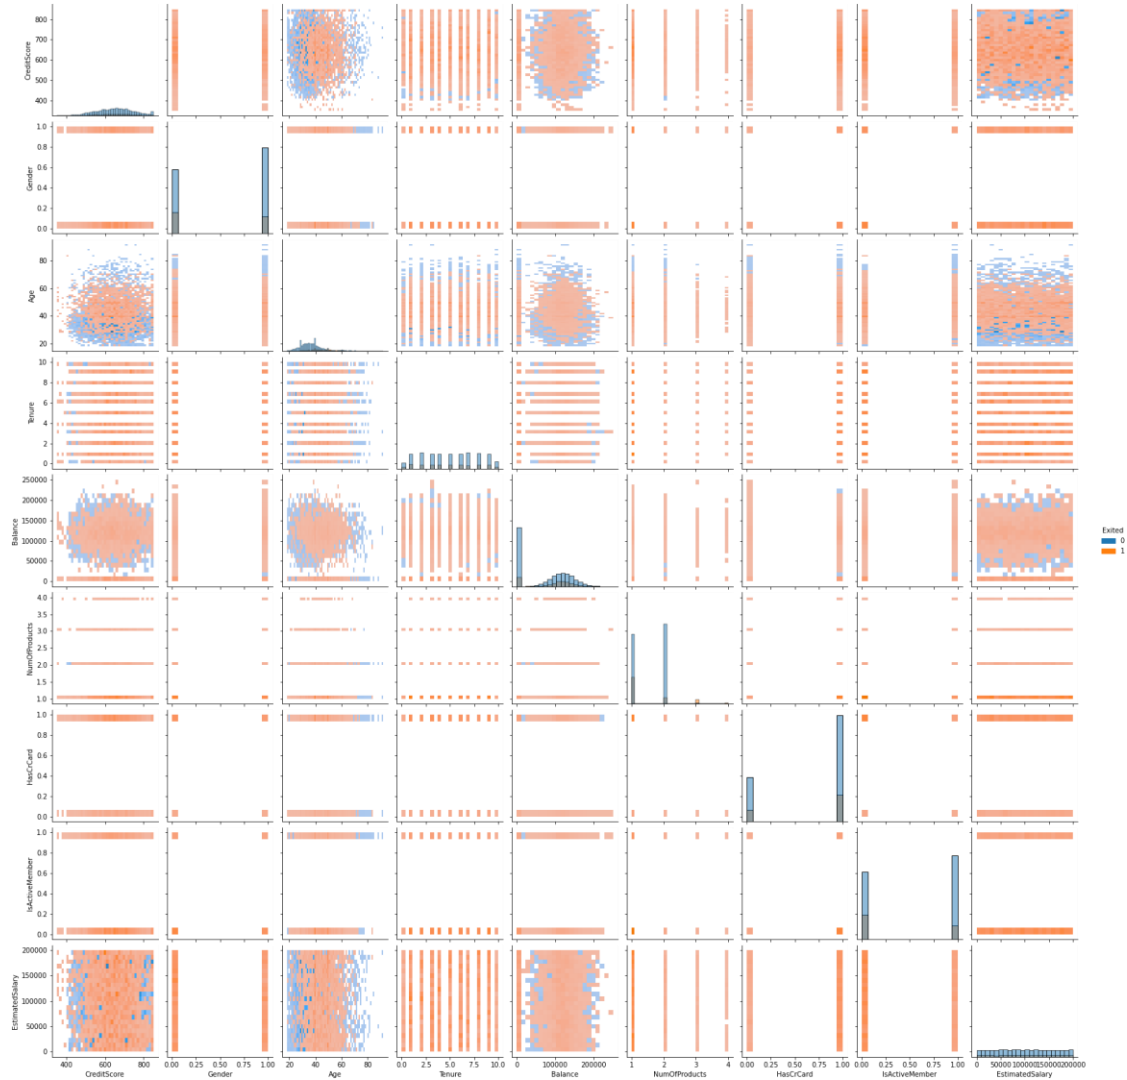 CreditScore
800
700
600
500
400
Gender
1.0
0.8
0.6
0.4
0.2
0.0
Age
80
60
40
20
Tenure
10
8
6
4
2
0
Balance
250000
200000
150000
100000
50000
0
Exited
0
1
NumOfProducts
4.0
3.5
3.0
2.5
2.0
1.5
1.0
HasCrCard
1.0
0.8
0.6
0.4
0.2
0.0
IsActiveMember
1.0
0.8
0.6
0.4
0.2
0.0
EstimatedSalary
200000
150000
100000
50000
0
400 600 800
CreditScore
0.00 0.25 0.50 0.75 1.00
Gender
20 40 60 80
Age
0.0 2.5 5.0 7.5 10.0
Tenure
0 100000 200000
Balance
1 2 3 4
NumOfProducts
0.00 0.25 0.50 0.75 1.00
HasCrCard
0.00 0.25 0.50 0.75 1.00
IsActiveMember
0 50000 100000 150000 200000
EstimatedSalary